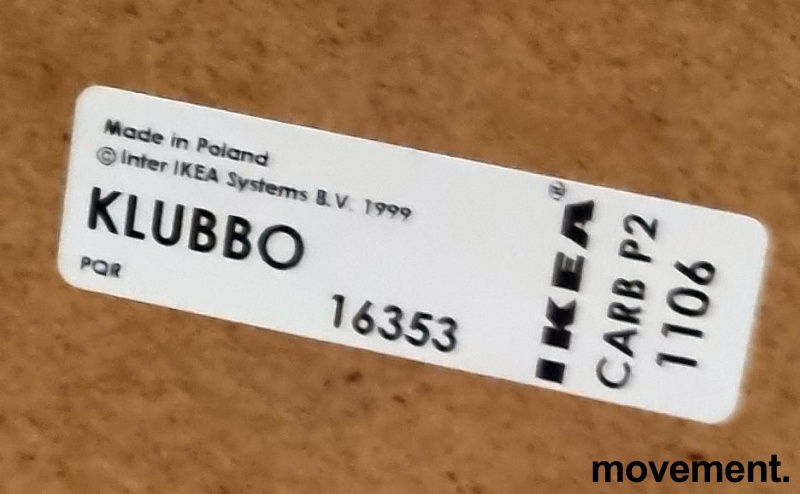 Made in Poland
© Inter IKEA Systems B.V. 1999
KLUBBO
PQR
16353
IKEA®
CARB P2
1106
movement.